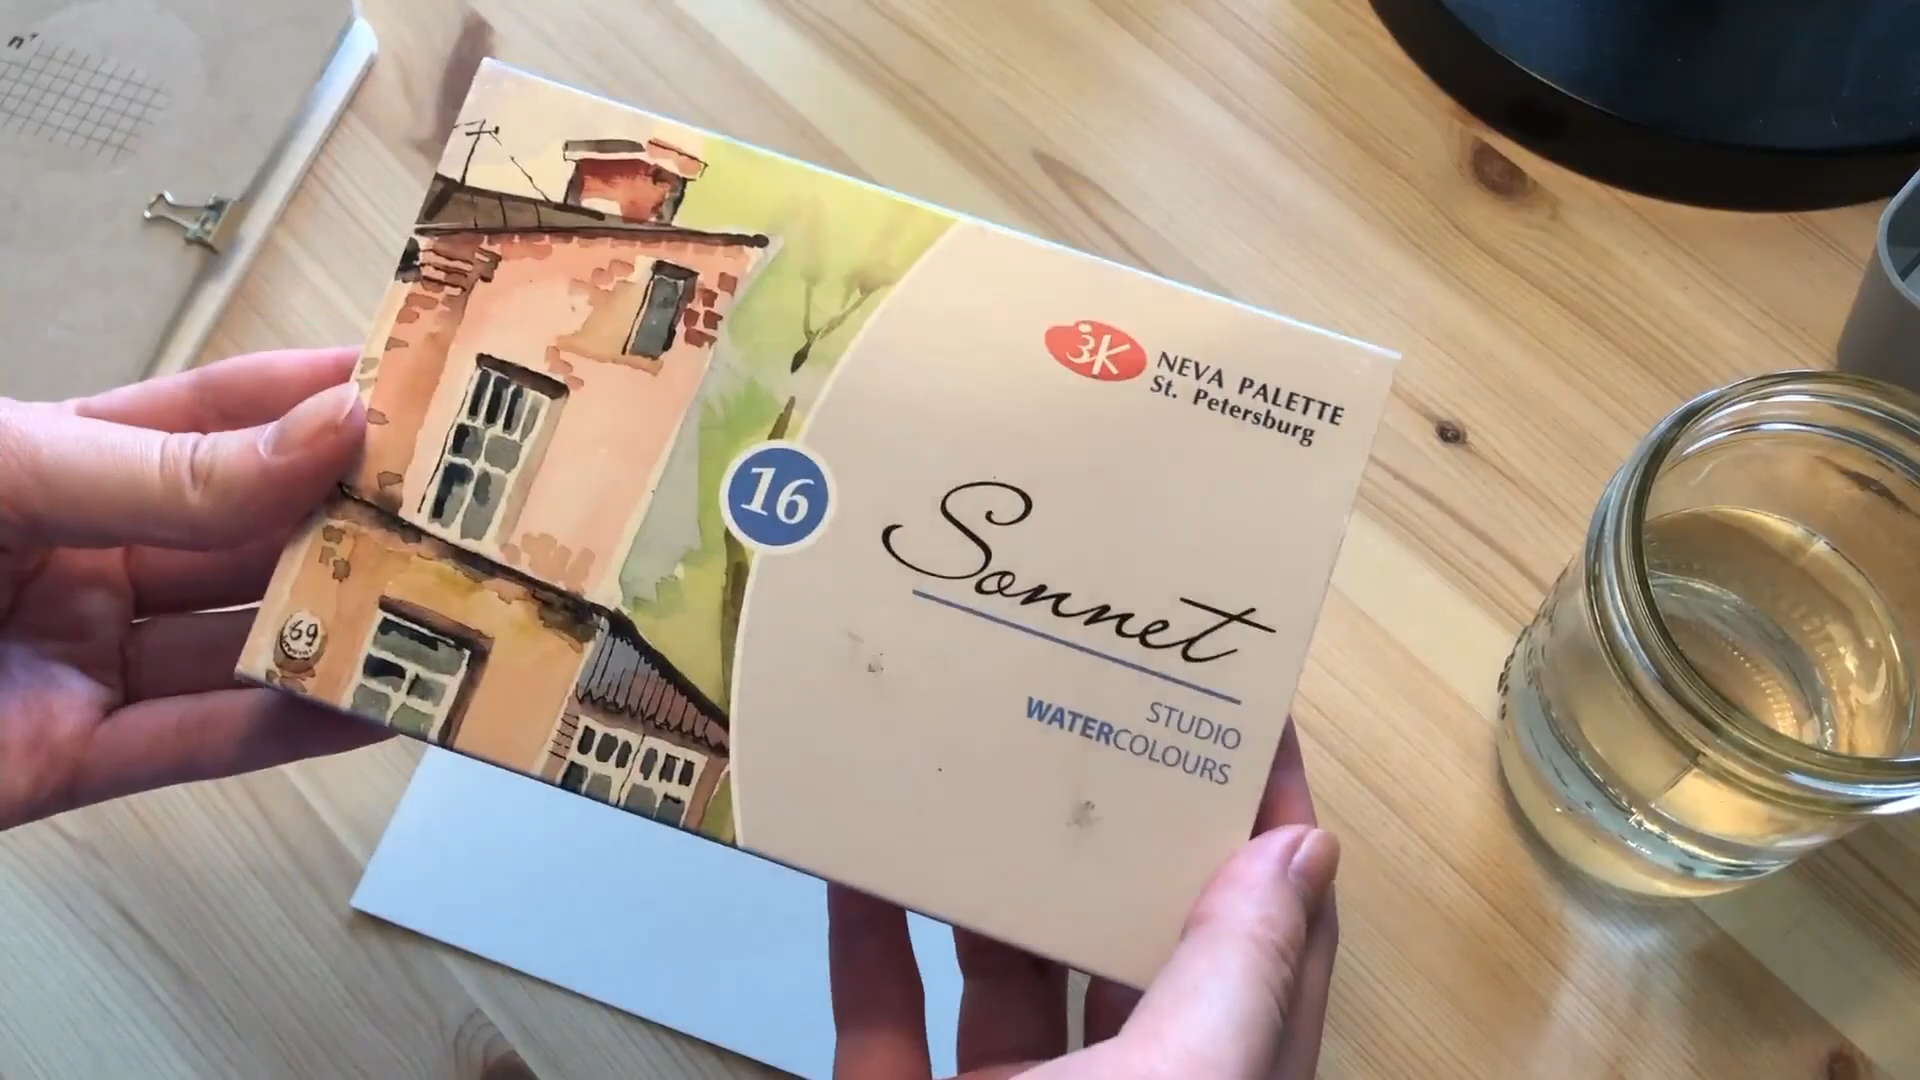 n°
ЗК
NEVA PALETTE
St. Petersburg
16
Sonnet
STUDIO
WATERCOLOURS
69